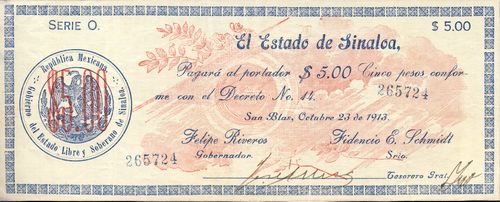 SERIE O.
$ 5.00
El Estado de Sinaloa,
República Mexicana
Gobierno del Estado Libre y Soberano de Sinaloa.
Pagará al portador $ 5.00 Cinco pesos confor-
me con el Decreto No. 14.
265724
San Blas, Octubre 23 de 1913.
Felipe Riveros
Fidencio E. Schmidt
265724
Gobernador.
Srio.
Tesorero Gral.